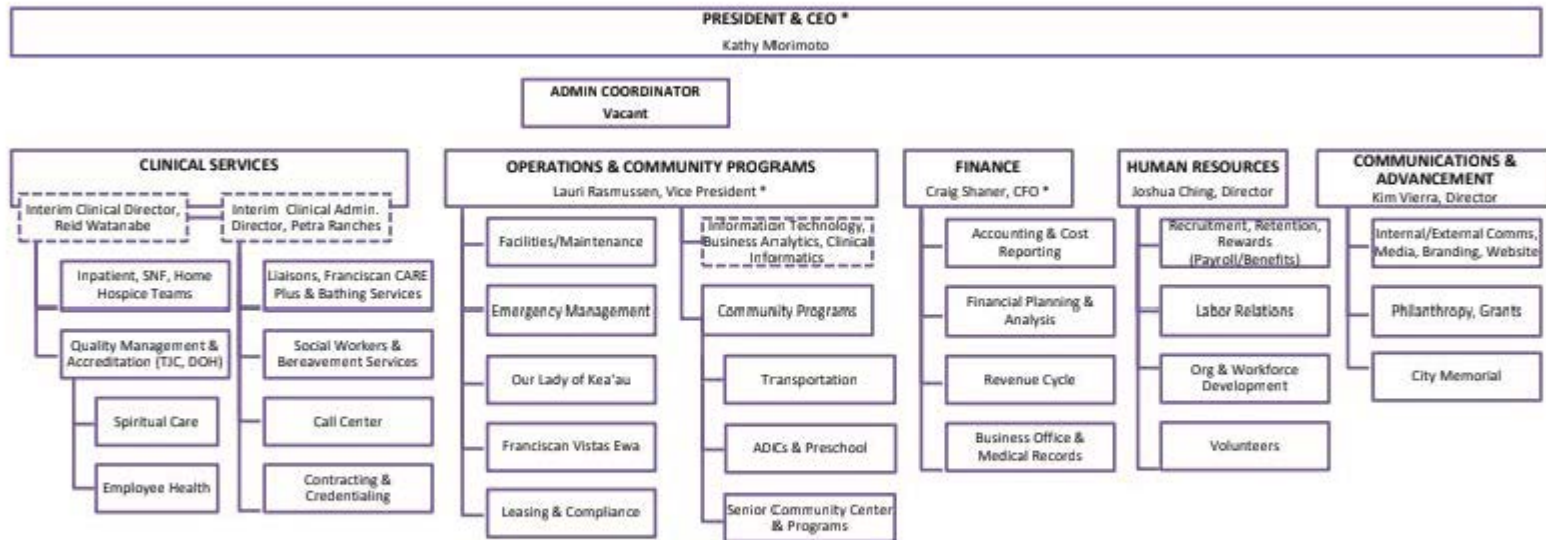 PRESIDENT & CEO *
Kathy Morimoto
ADMIN COORDINATOR
Vacant
CLINICAL SERVICES
Interim Clinical Director,
Reid Watanabe
Interim Clinical Admin.
Director, Petra Ranches
Inpatient, SNF, Home
Hospice Teams
Quality Management &
Accreditation (TJC, DOH)
Spiritual Care
Employee Health
Liaisons, Franciscan CARE
Plus & Bathing Services
Social Workers &
Bereavement Services
Call Center
Contracting &
Credentialing
OPERATIONS & COMMUNITY PROGRAMS
Lauri Rasmussen, Vice President *
Facilities/Maintenance
Emergency Management
Our Lady of Kea'au
Franciscan Vistas Ewa
Leasing & Compliance
Information Technology,
Business Analytics, Clinical
Informatics
Community Programs
Transportation
ADCs & Preschool
Senior Community Center
& Programs
FINANCE
Craig Shaner, CFO *
Accounting & Cost
Reporting
Financial Planning &
Analysis
Revenue Cycle
Business Office &
Medical Records
HUMAN RESOURCES
Joshua Ching, Director
Recruitment, Retention,
Rewards
(Payroll/Benefits)
Labor Relations
Org & Workforce
Development
Volunteers
COMMUNICATIONS &
ADVANCEMENT
Kim Vierra, Director
Internal/External Comms,
Media, Branding, Website
Philanthropy, Grants
City Memorial